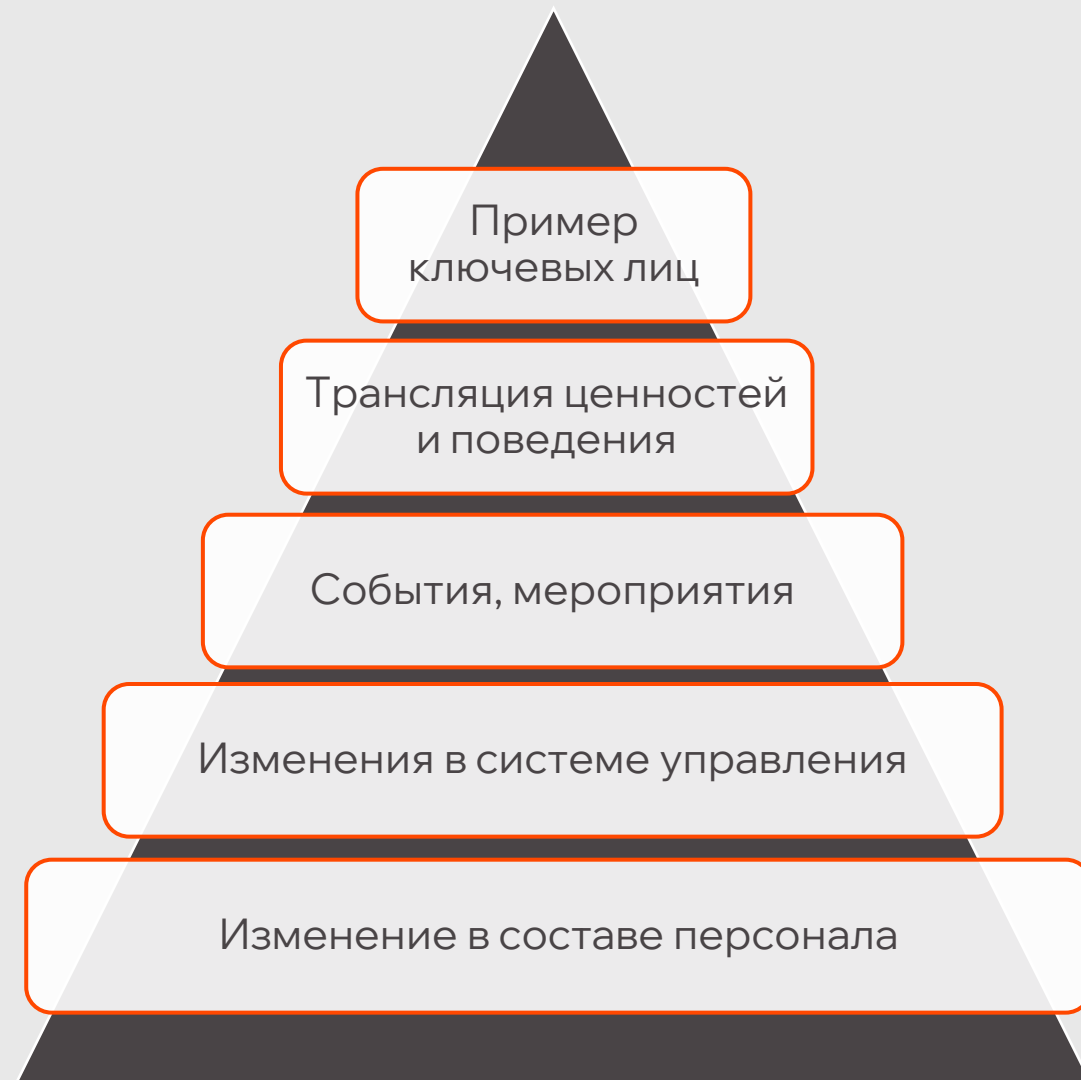 Пример
ключевых лиц
Трансляция ценностей
и поведения
События, мероприятия
Изменения в системе управления
Изменение в составе персонала